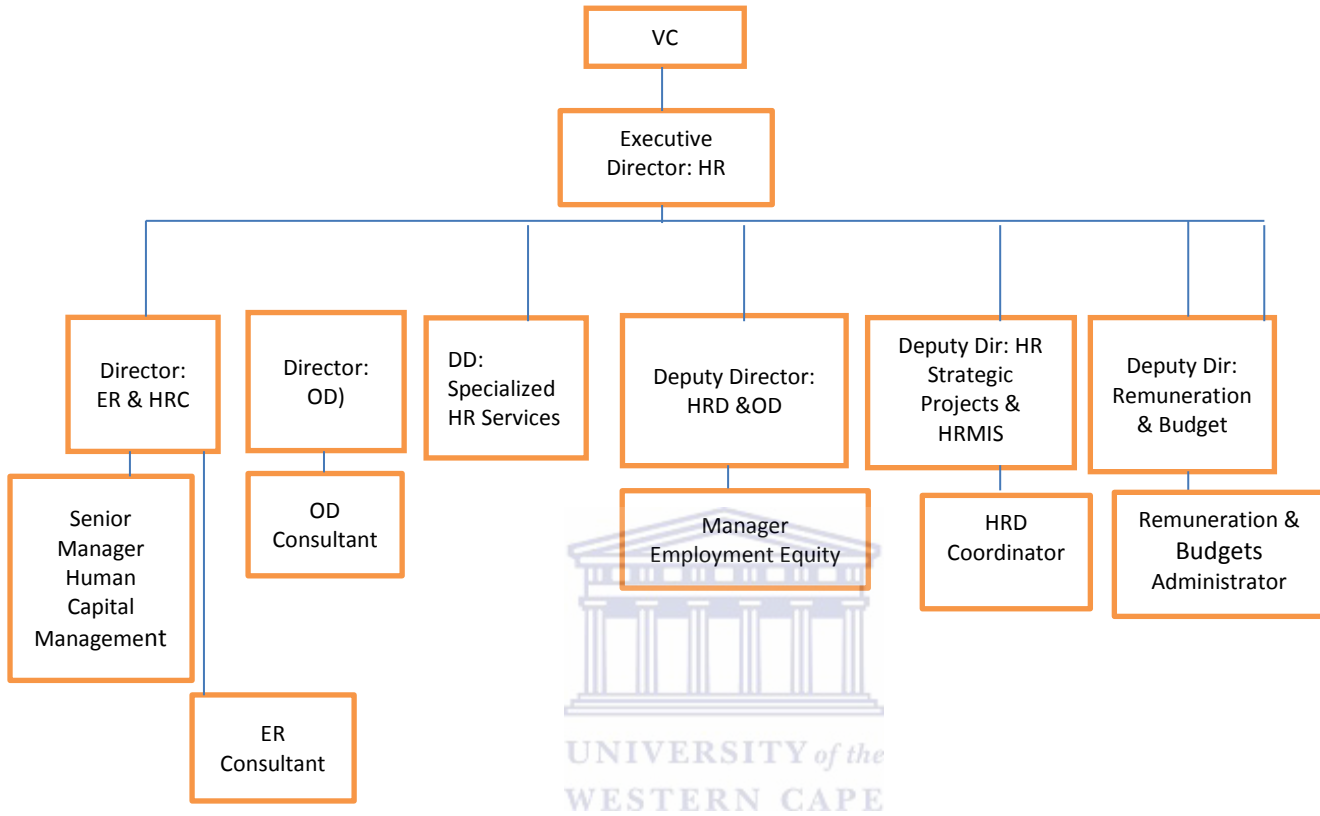 VC
Executive
Director: HR
Director:
ER & HRC
Director:
OD)
DD:
Specialized
HR Services
Deputy Director:
HRD &OD
Deputy Dir: HR
Strategic
Projects &
HRMIS
Deputy Dir:
Remuneration
& Budget
Senior
Manager
Human
Capital
Management
OD
Consultant
Manager
Employment Equity
HRD
Coordinator
Remuneration &
Budgets
Administrator
ER
Consultant
UNIVERSITY of the
WESTERN CAPE